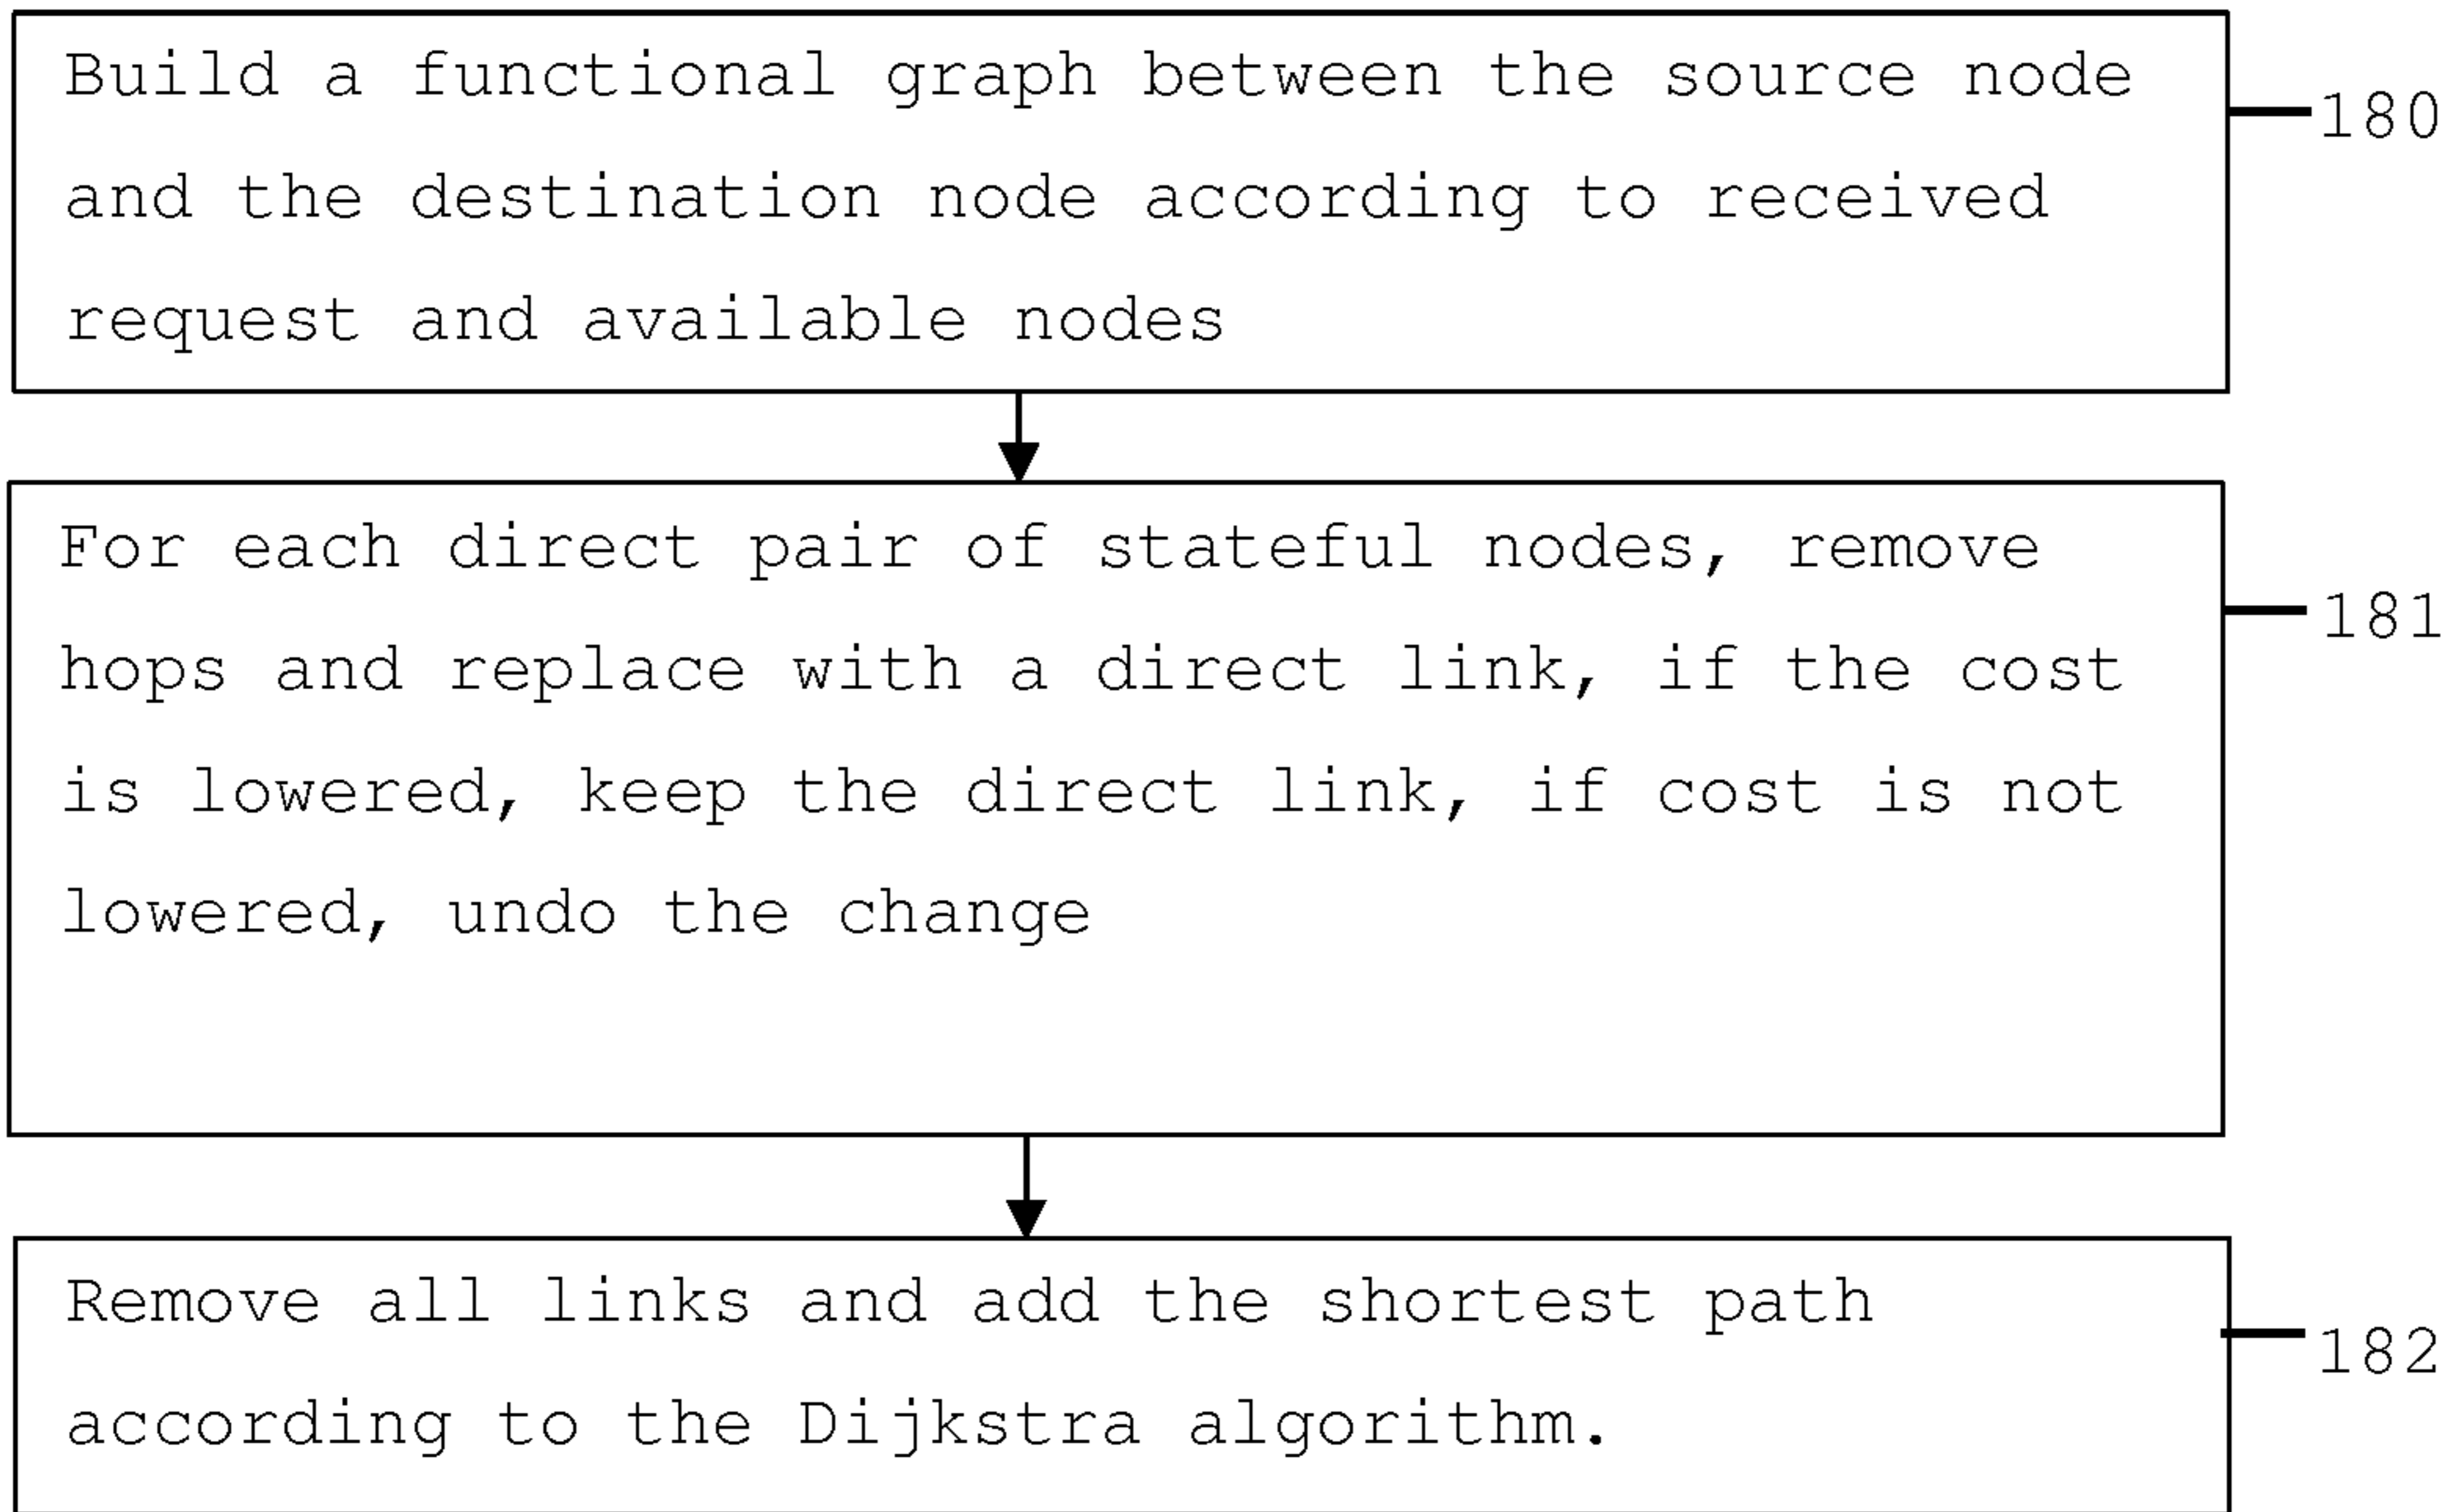 Build a functional graph between the source node
180
and the destination node according to received
request and available nodes
For each direct pair of stateful nodes, remove
181
hops and replace with a direct link, if the cost
is lowered, keep the direct link, if cost is not
lowered, undo the change
Remove all links and add the shortest path
182
according to the Dijkstra algorithm.